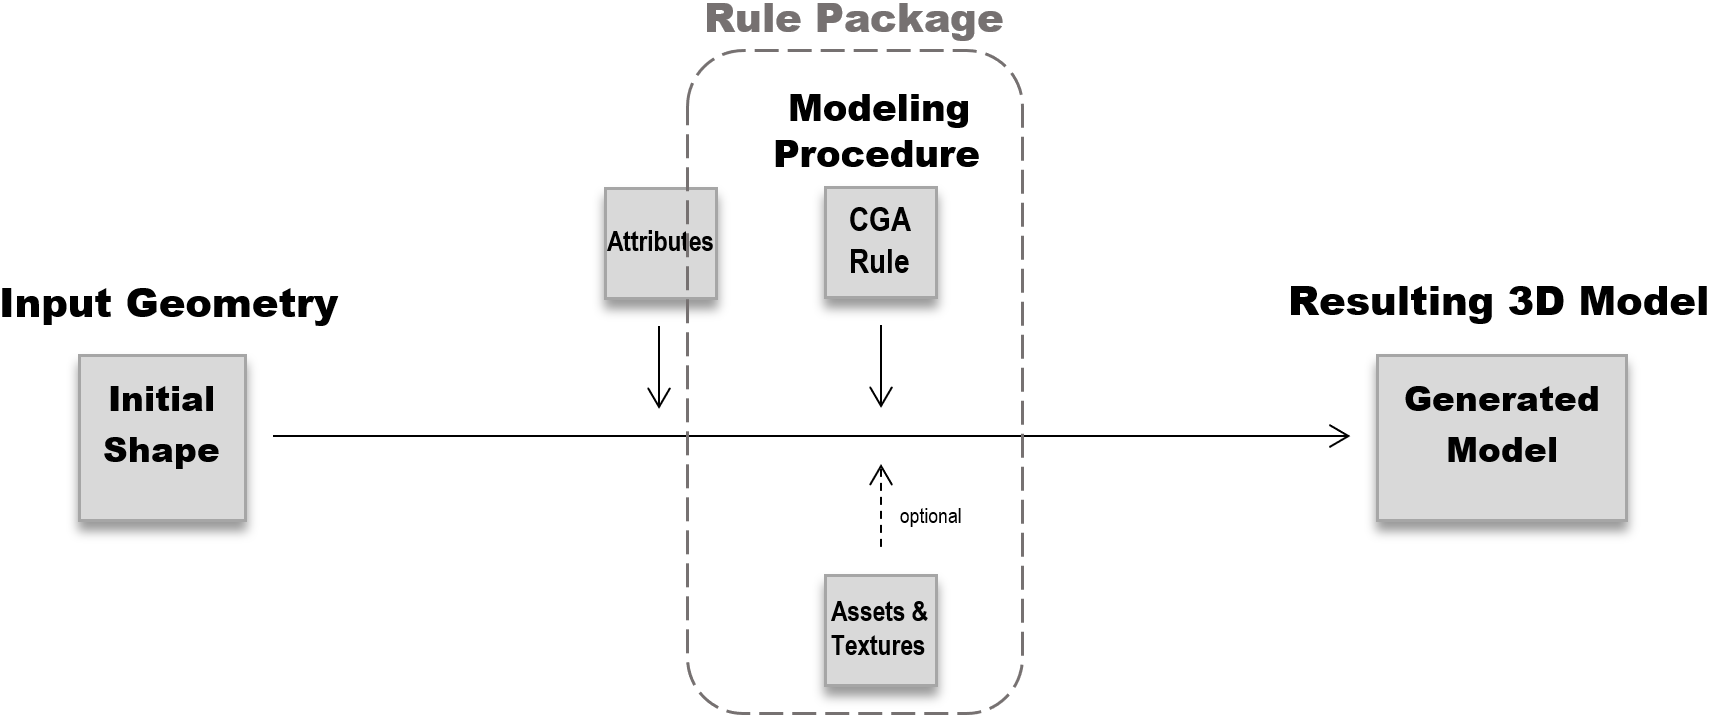 Rule Package
Modeling
Procedure
Attributes
CGA
Rule
Input Geometry
Initial
Shape
Resulting 3D Model
Generated
Model
optional
Assets &
Textures